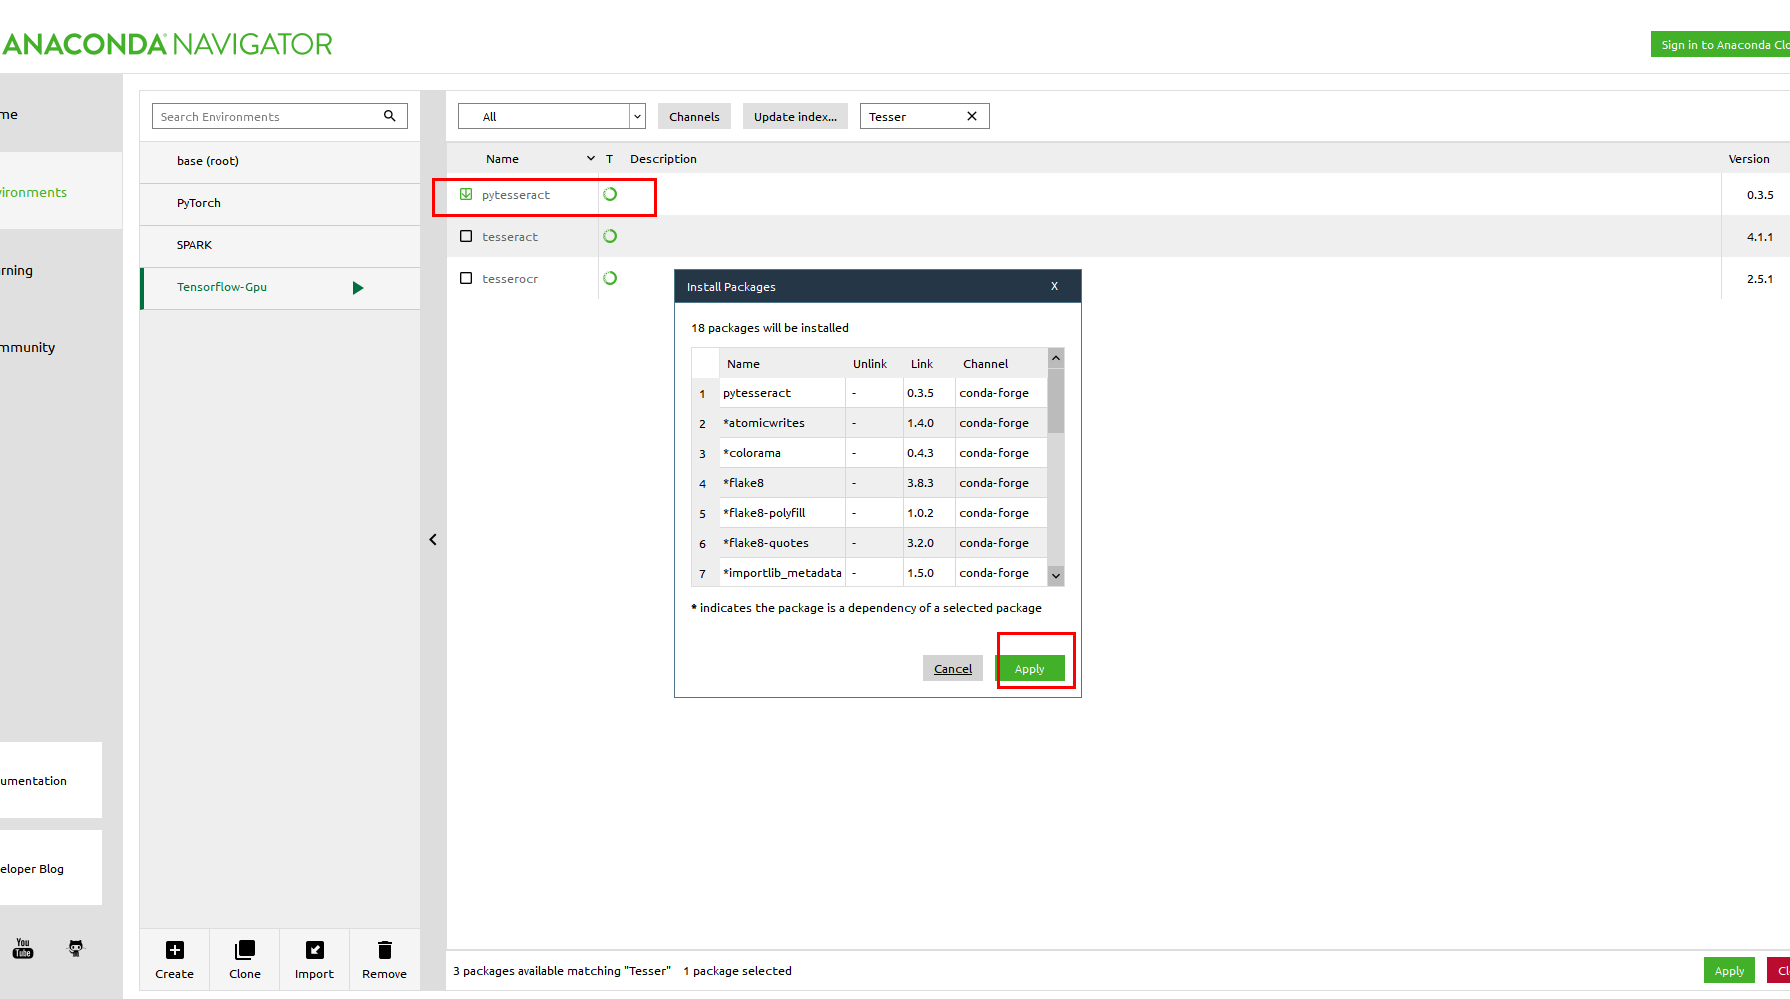 ANACONDA NAVIGATOR
Sign in to Anaconda Clo
me
vironments
rning
mmunity
umentation
eloper Blog
You
Tube
Search Environments
base (root)
PyTorch
SPARK
Tensorflow-Gpu
Create Clone Import Remove
All Channels Update index... Tesser X
Name T Description Version
pytesseract 0.3.5
tesseract 4.1.1
tesserocr 2.5.1
Install Packages X
18 packages will be installed
Name Unlink Link Channel
1 pytesseract - 0.3.5 conda-forge
2 *atomicwrites - 1.4.0 conda-forge
3 *colorama - 0.4.3 conda-forge
4 *flake8 - 3.8.3 conda-forge
5 *flake8-polyfill - 1.0.2 conda-forge
6 *flake8-quotes - 3.2.0 conda-forge
7 *importlib_metadata - 1.5.0 conda-forge
* indicates the package is a dependency of a selected package
Cancel Apply
3 packages available matching "Tesser" 1 package selected
Apply Cl